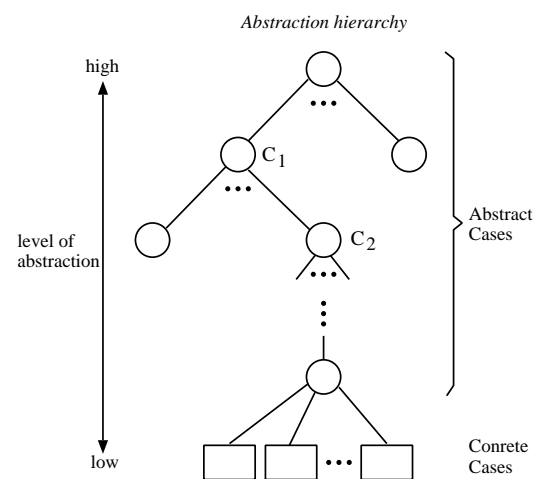 Abstraction hierarchy
high
C1
level of
abstraction
C2
Abstract
Cases
low
Conrete
Cases